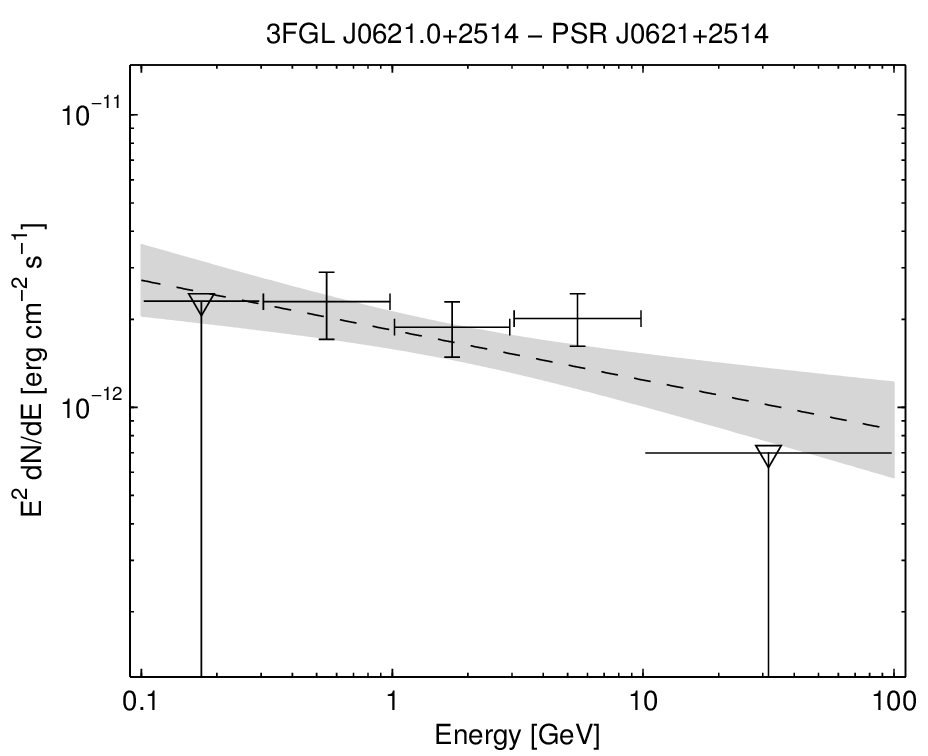 3FGL J0621.0+2514 − PSR J0621+2514
10⁻¹¹
10⁻¹²
E² dN/dE [erg cm⁻² s⁻¹]
0.1 1 10 100
Energy [GeV]